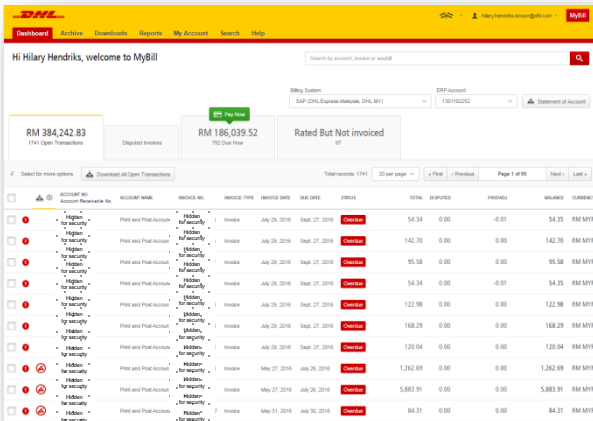 DHL
hilary.hendriks-brown@dhl.com
MyBill
Dashboard Archive Downloads Reports My Account Search Help
Hi Hilary Hendriks, welcome to MyBill
Search by account, invoice or waybill
Billing System
ERP Account
SAP (DHL Express Malaysia, DHL MY)
Statement of Account
Pay Now
RM 384,242.83
1741 Open Transactions
Disputed Invoices
RM 186,039.52
792 Due Now
Rated But Not invoiced
97
Select for more options
Download All Open Transactions
Total records: 1741
20 per page
« First
‹ Previous
Page 1 of 88
Next ›
Last »
ACCOUNT NO. ACCOUNT NAME INVOICE NO INVOICE TYPE INVOICE DATE DUE DATE STATUS TOTAL DISPUTED PAID/ADJ BALANCE CURRENC
Account Receivable No.
Hidden for security Print and Post Accoun Hidden for security Invoice July 29, 2016 Sept. 27, 2016 Overdue 54.34 0.00 -0.01 54.35 RM MYR
Hidden for security Print and Post Accoun Hidden for security Invoice July 29, 2016 Sept. 27, 2016 Overdue 142.70 0.00 0.00 142.70 RM MYR
Hidden for security Print and Post Accoun Hidden for security Invoice July 29, 2016 Sept. 27, 2016 Overdue 95.58 0.00 0.00 95.58 RM MYR
Hidden for security Print and Post Accoun Hidden for security Invoice July 29, 2016 Sept. 27, 2016 Overdue 54.34 0.00 -0.01 54.35 RM MYR
Hidden for security Print and Post Accoun Hidden for security Invoice July 29, 2016 Sept. 27, 2016 Overdue 122.98 0.00 0.00 122.98 RM MYR
Hidden for security Print and Post Accoun Hidden for security Invoice July 29, 2016 Sept. 27, 2016 Overdue 168.29 0.00 0.00 168.29 RM MYR
Hidden for security Print and Post Accoun Hidden for security Invoice July 29, 2016 Sept. 27, 2016 Overdue 120.04 0.00 0.00 120.04 RM MYR
Hidden for security Print and Post Accoun Hidden for security Invoice May 27, 2016 July 26, 2016 Overdue 1,262.69 0.00 0.00 1,262.69 RM MYR
Hidden for security Print and Post Accoun Hidden for security Invoice May 27, 2016 July 26, 2016 Overdue 5,883.91 0.00 0.00 5,883.91 RM MYR
Hidden for security Print and Post Accoun Hidden for security Invoice May 31, 2016 July 30, 2016 Overdue 84.31 0.00 0.00 84.31 RM MYR